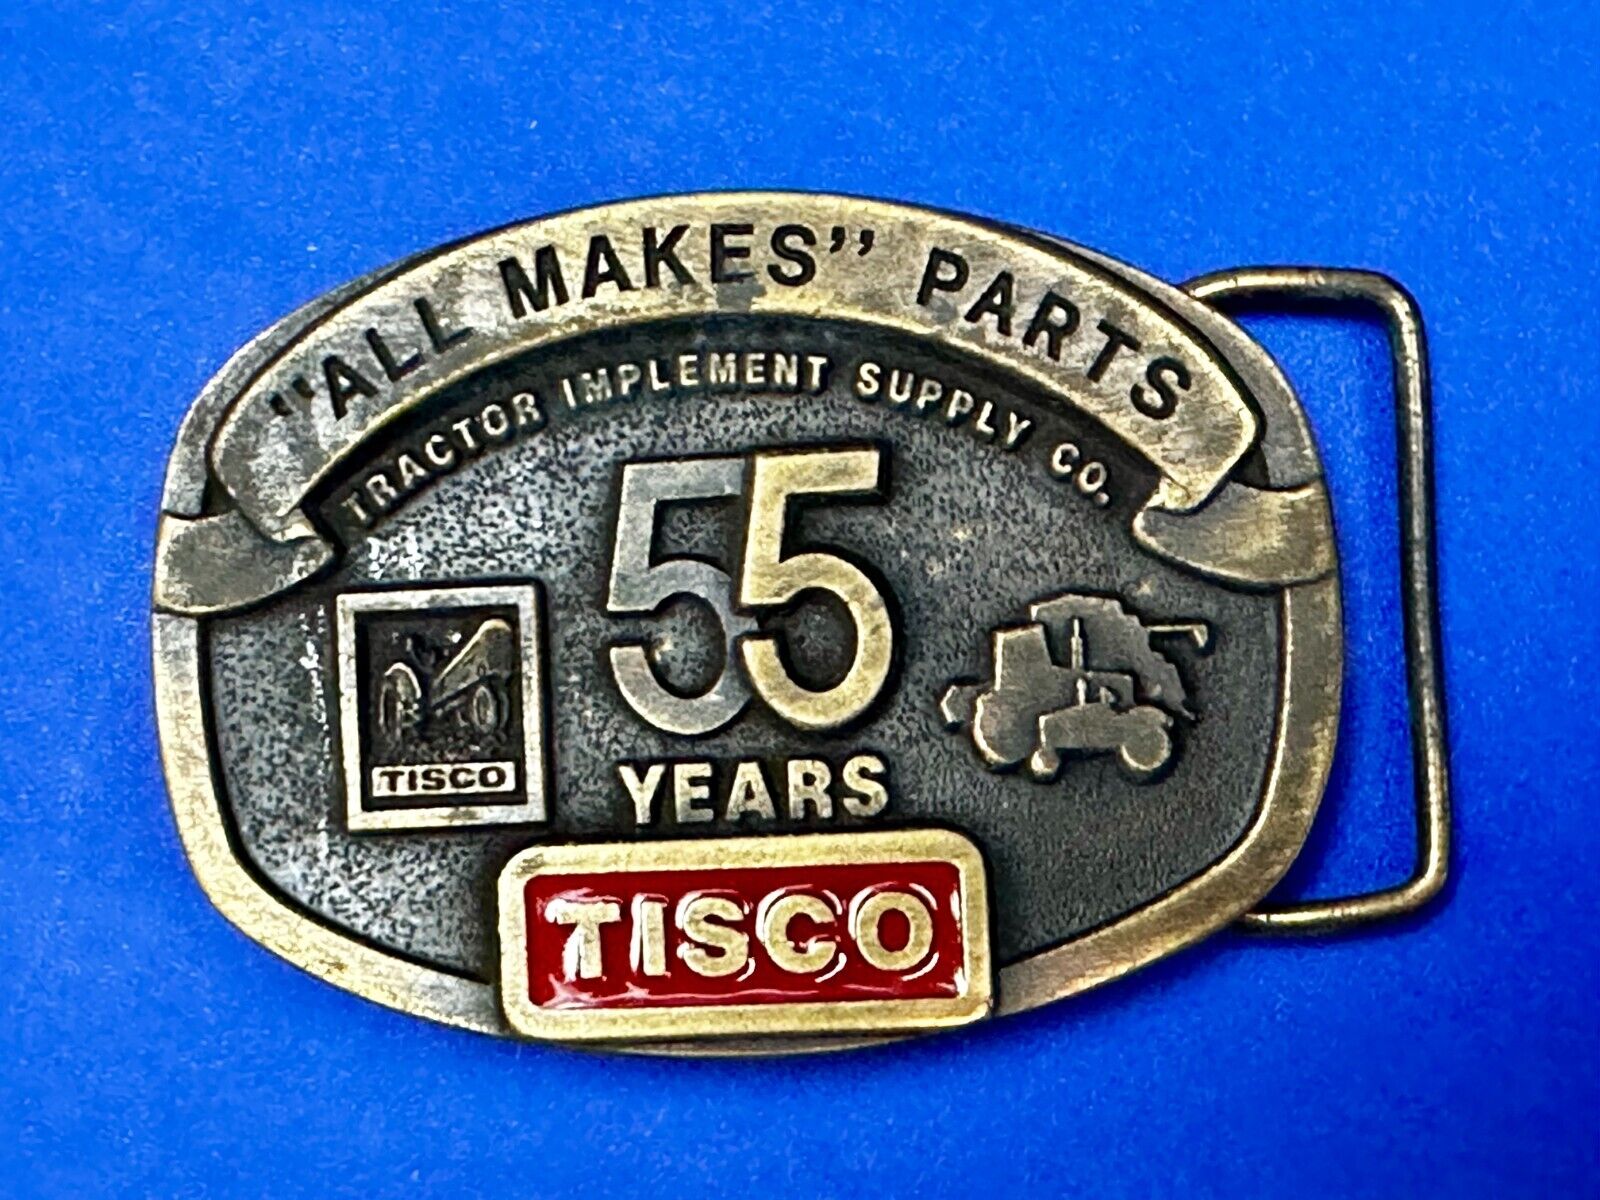 "ALL MAKES" PARTS
TRACTOR IMPLEMENT SUPPLY CO.
55
YEARS
TISCO
TISCO